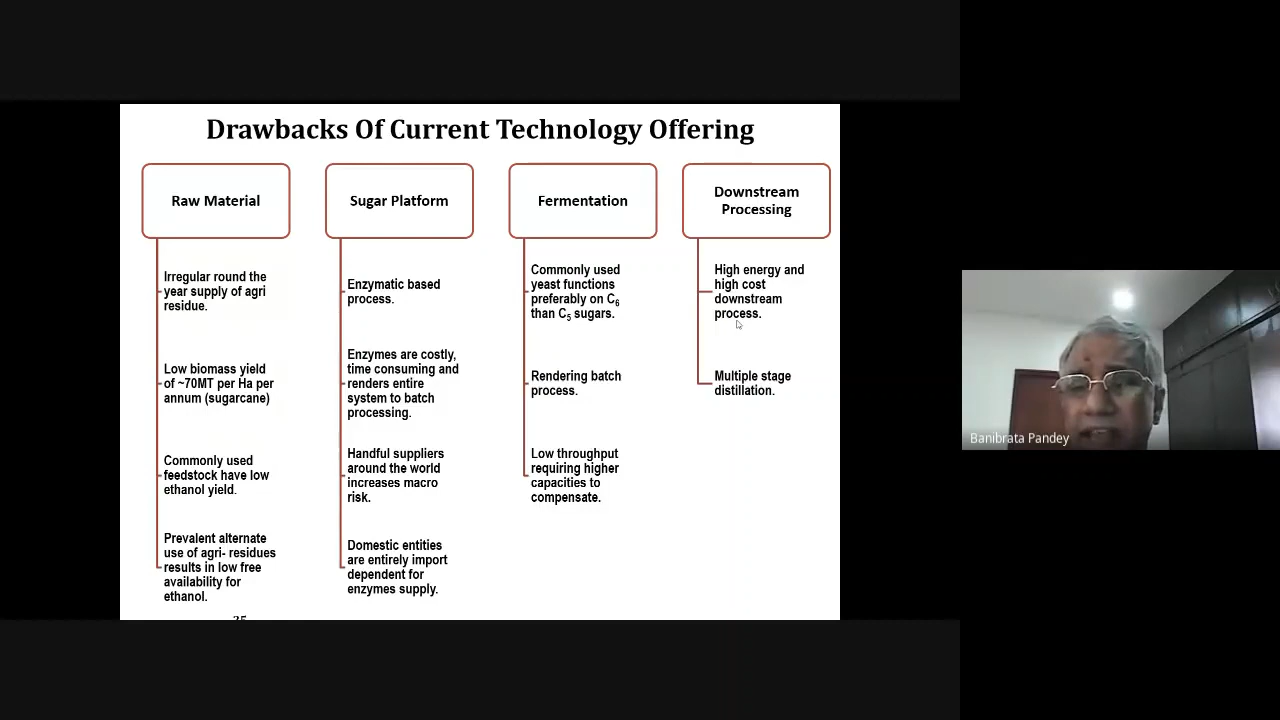 Drawbacks Of Current Technology Offering
Raw Material
Irregular round the
year supply of agri
residue.
Low biomass yield
of ~70MT per Ha per
annum (sugarcane)
Commonly used
feedstock have low
ethanol yield.
Prevalent alternate
use of agri- residues
results in low free
availability for
ethanol.
Sugar Platform
Enzymatic based
process.
Enzymes are costly,
time consuming and
renders entire
system to batch
processing.
Handful suppliers
around the world
increases macro
risk.
Domestic entities
are entirely import
dependent for
enzymes supply.
Fermentation
Commonly used
yeast functions
preferably on C6
than C5 sugars.
Rendering batch
process.
Low throughput
requiring higher
capacities to
compensate.
Downstream
Processing
High energy and
high cost
downstream
process.
Multiple stage
distillation.
Banibrata Pandey